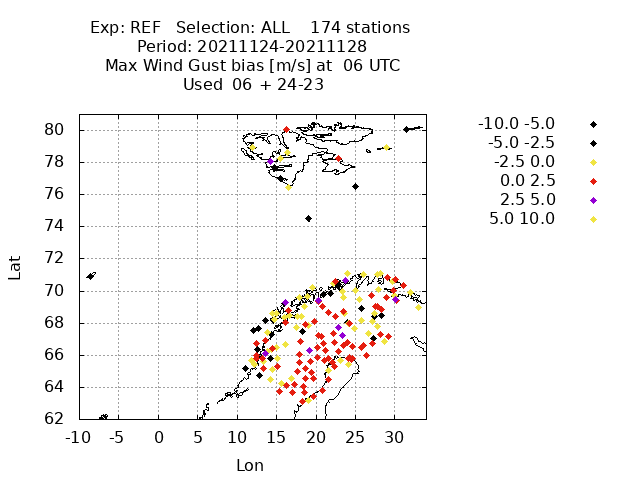 Exp: REF Selection: ALL 174 stations
Period: 20211124-20211128
Max Wind Gust bias [m/s] at 06 UTC
Used 06 + 24-23
-10.0 -5.0
-5.0 -2.5
-2.5 0.0
0.0 2.5
2.5 5.0
5.0 10.0
80
78
76
74
72
70
68
66
64
62
Lat
-10 -5 0 5 10 15 20 25 30
Lon